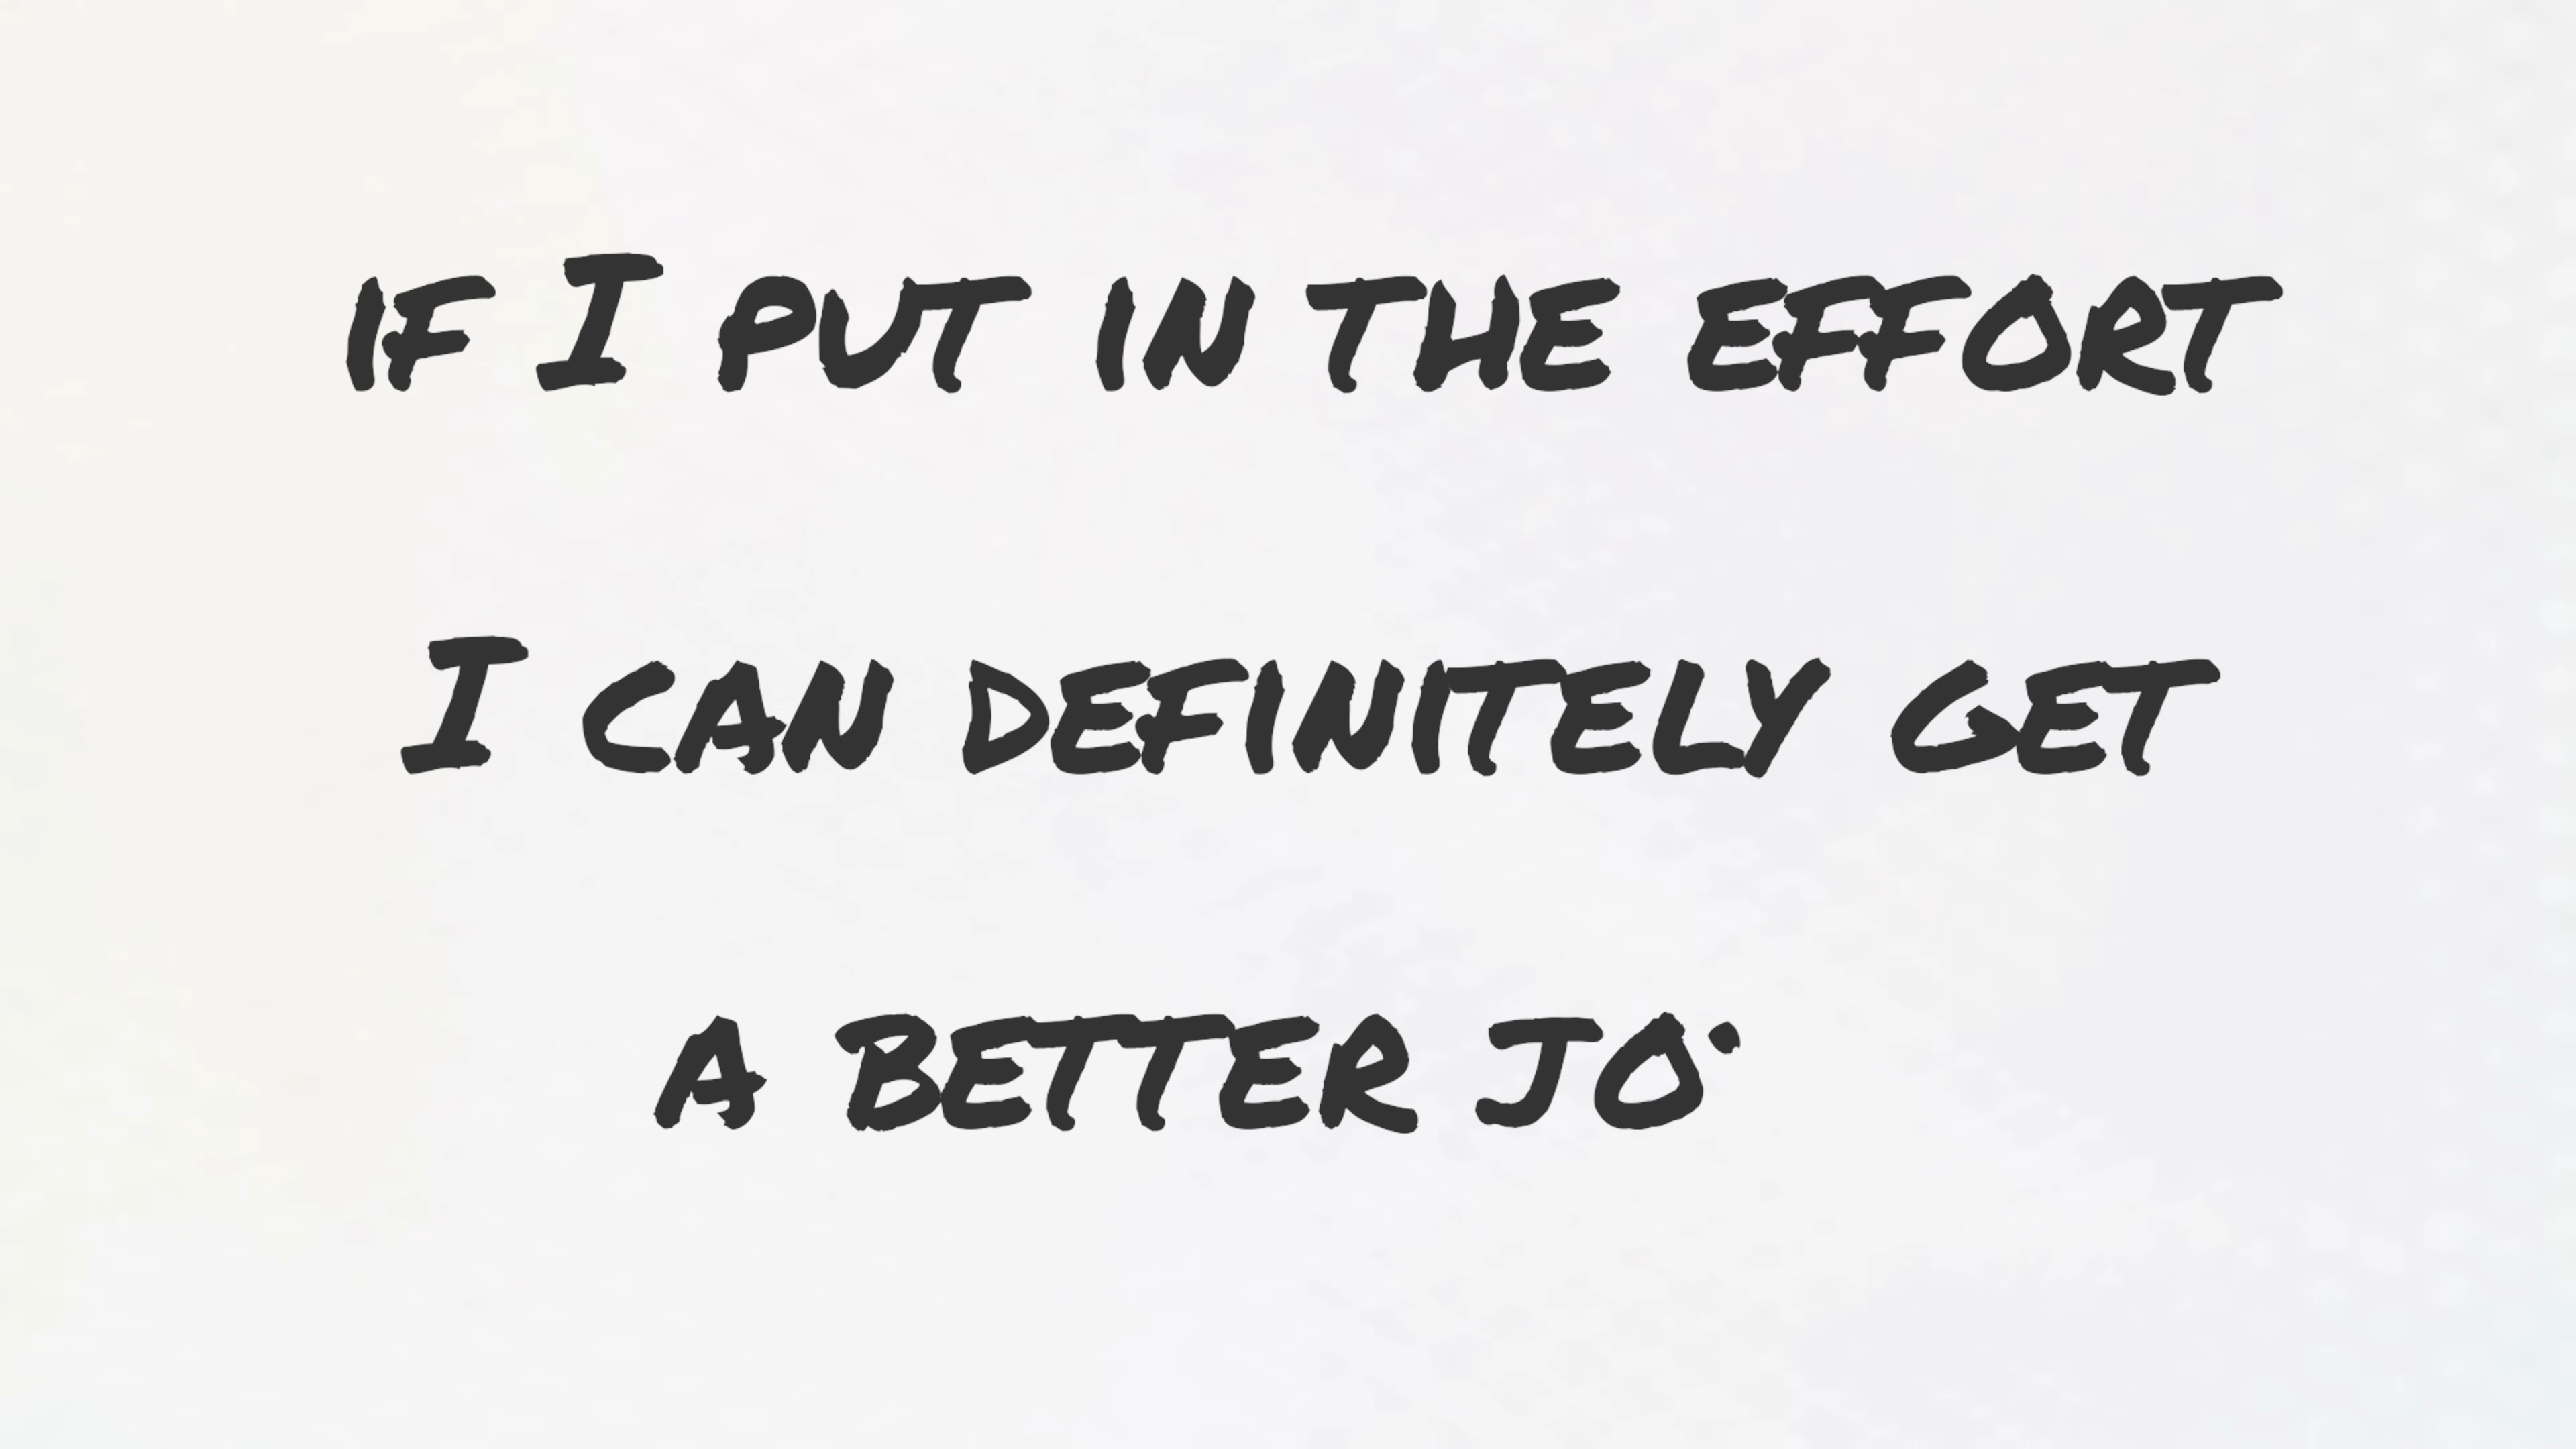 if I put in the effort
I can definitely get
a better jo